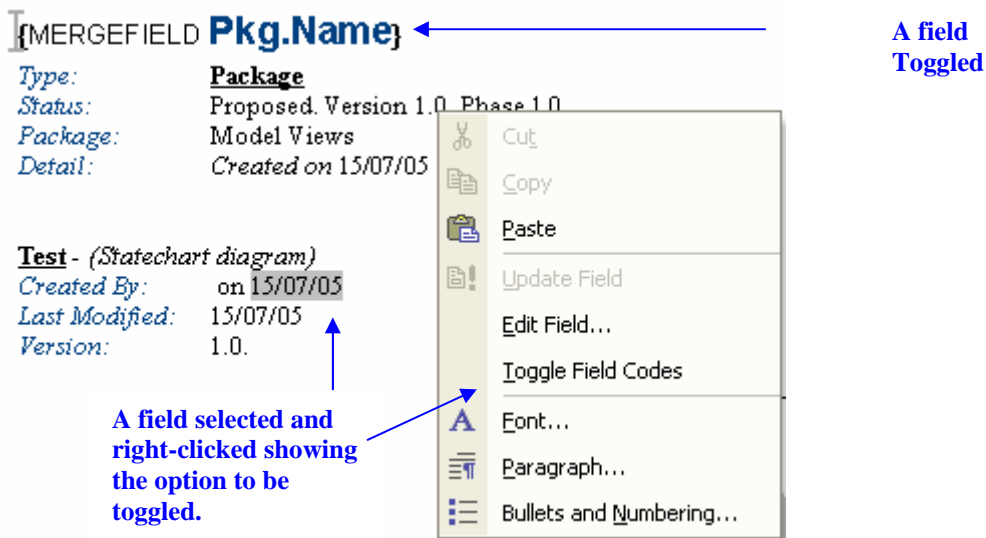 {MERGEFIELD Pkg.Name}
A field
Toggled
Type: Package
Status: Proposed. Version 1.0. Phase 1.0
Package: Model Views
Detail: Created on 15/07/05
Test - (Statechart diagram)
Created By: on 15/07/05
Last Modified: 15/07/05
Version: 1.0.
Cut
Copy
Paste
Update Field
Edit Field...
Toggle Field Codes
Font...
Paragraph...
Bullets and Numbering...
A field selected and
right-clicked showing
the option to be
toggled.